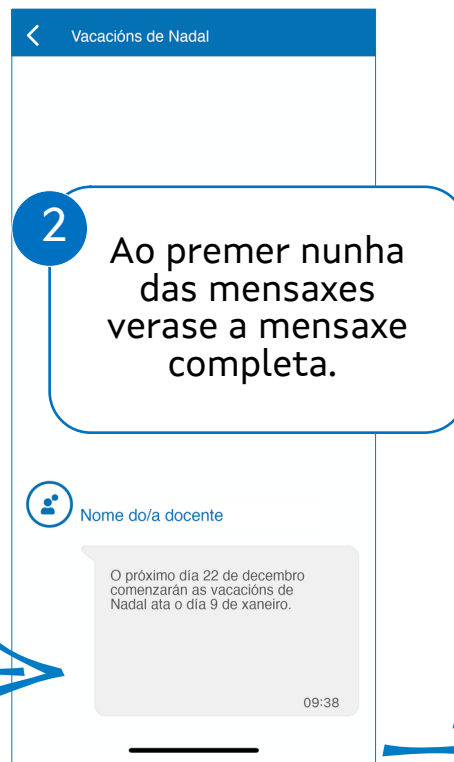 Vacacións de Nadal
2
Ao premer nunha
das mensaxes
verase a mensaxe
completa.
Nome do/a docente
O próximo día 22 de decembro
comenzarán as vacacións de
Nadal ata o día 9 de xaneiro.
09:38